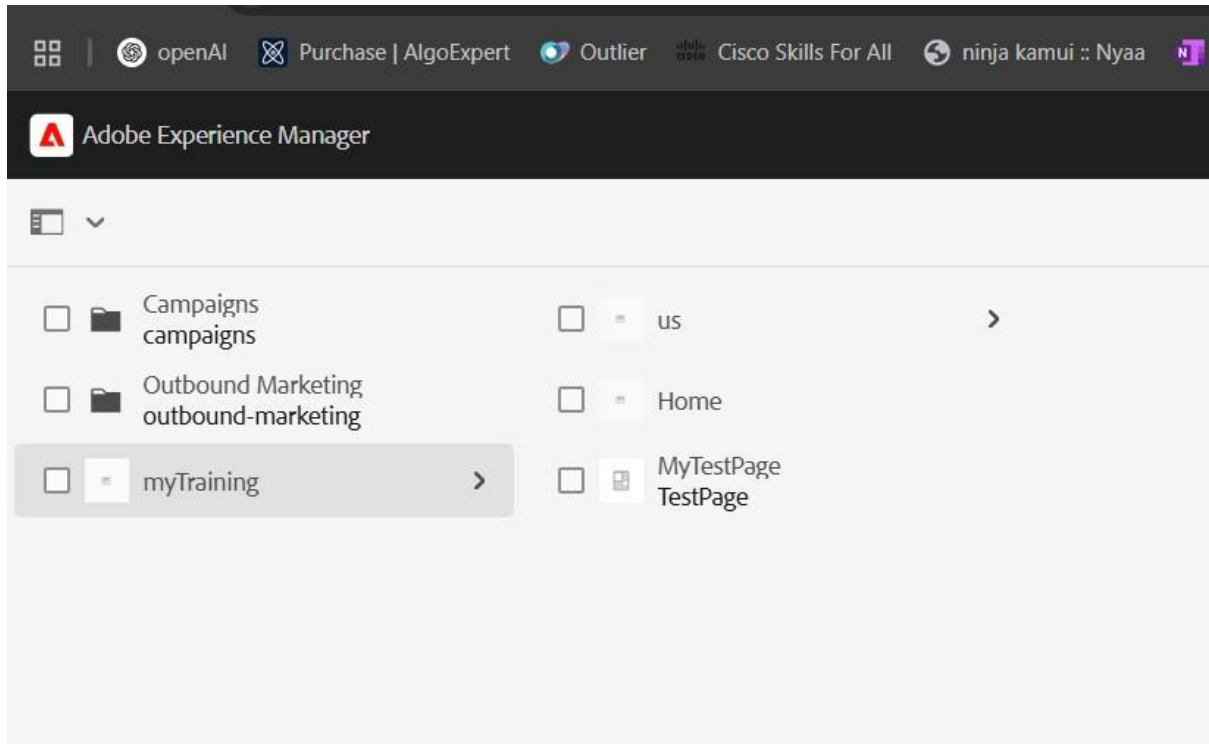 openAI
Purchase | AlgoExpert
Outlier
Cisco Skills For All
ninja kamui :: Nyaa
N
Adobe Experience Manager
Campaigns
campaigns
Outbound Marketing
outbound-marketing
myTraining
us
Home
MyTestPage
TestPage